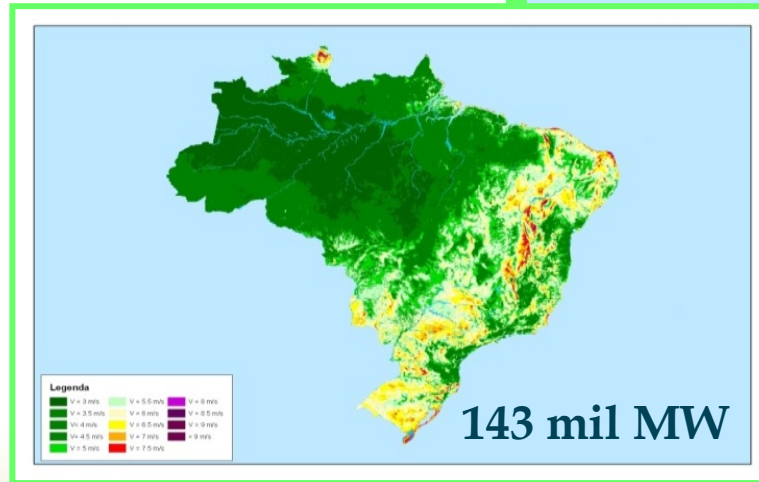 Legenda
V = 3 m/s
V = 3.5 m/s
V= 4 m/s
V= 4.5 m/s
V = 5 m/s
V = 5.5 m/s
V = 6 m/s
V = 6.5 m/s
V = 7 m/s
V = 7.5 m/s
V = 8 m/s
V = 8.5 m/s
V = 9 m/s
> 9 m/s
143 mil MW